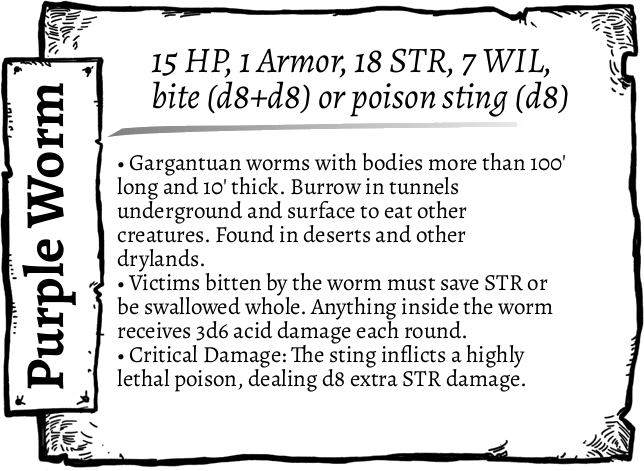 Purple Worm
15 HP, 1 Armor, 18 STR, 7 WIL,
bite (d8+d8) or poison sting (d8)
• Gargantuan worms with bodies more than 100'
long and 10' thick. Burrow in tunnels
underground and surface to eat other
creatures. Found in deserts and other
drylands.
• Victims bitten by the worm must save STR or
be swallowed whole. Anything inside the worm
receives 3d6 acid damage each round.
• Critical Damage: The sting inflicts a highly
lethal poison, dealing d8 extra STR damage.